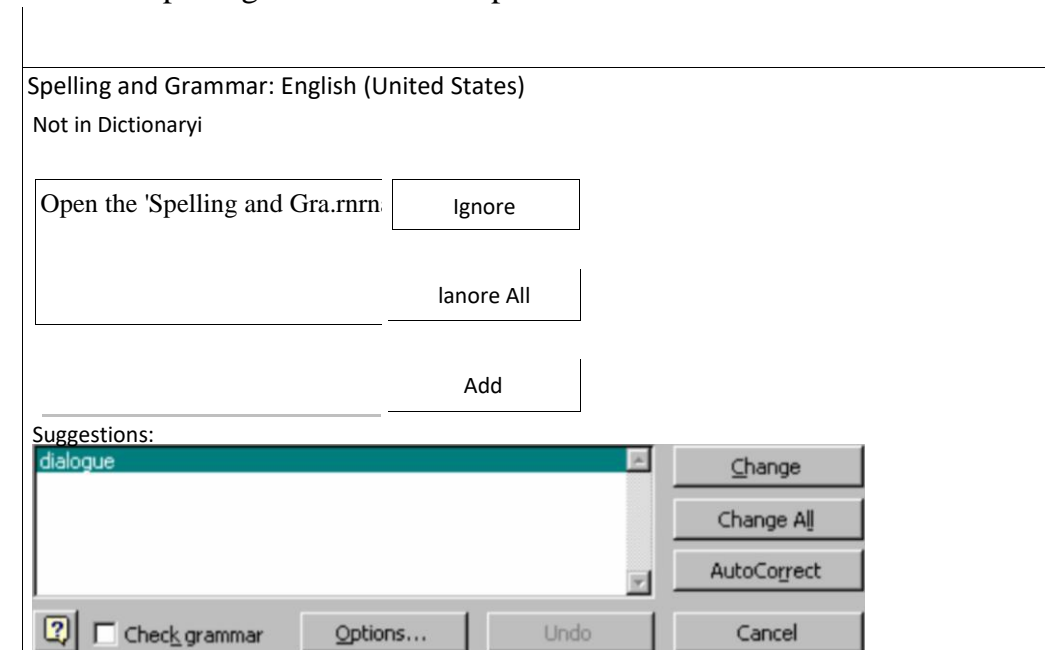 Spelling and Grammar: English (United States)
Not in Dictionaryi
Open the 'Spelling and Gra.rnrn
Ignore
lanore All
Add
Suggestions:
dialogue
Change
Change All
AutoCorrect
Check grammar
Options...
Undo
Cancel